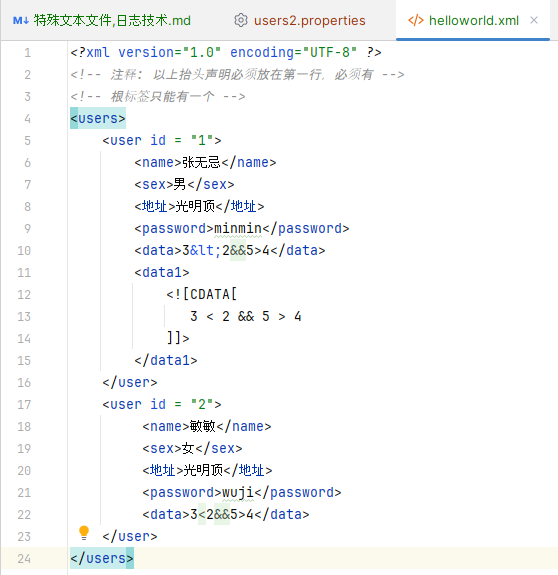 特殊文本文件,日志技术.md users2.properties helloworld.xml
1 <?xml version="1.0" encoding="UTF-8" ?>
2 <!-- 注释: 以上抬头声明必须放在第一行, 必须有 -->
3 <!-- 根标签只能有一个 -->
4 <users>
5 <user id = "1">
6 <name>张无忌</name>
7 <sex>男</sex>
8 <地址>光明顶</地址>
9 <password>minmin</password>
10 <data>3&lt;2&&5>4</data>
11 <data1>
12 <![CDATA[
13 3 < 2 && 5 > 4
14 ]]>
15 </data1>
16 </user>
17 <user id = "2">
18 <name>敏敏</name>
19 <sex>女</sex>
20 <地址>光明顶</地址>
21 <password>wuji</password>
22 <data>3<2&&5>4</data>
23 </user>
24 </users>